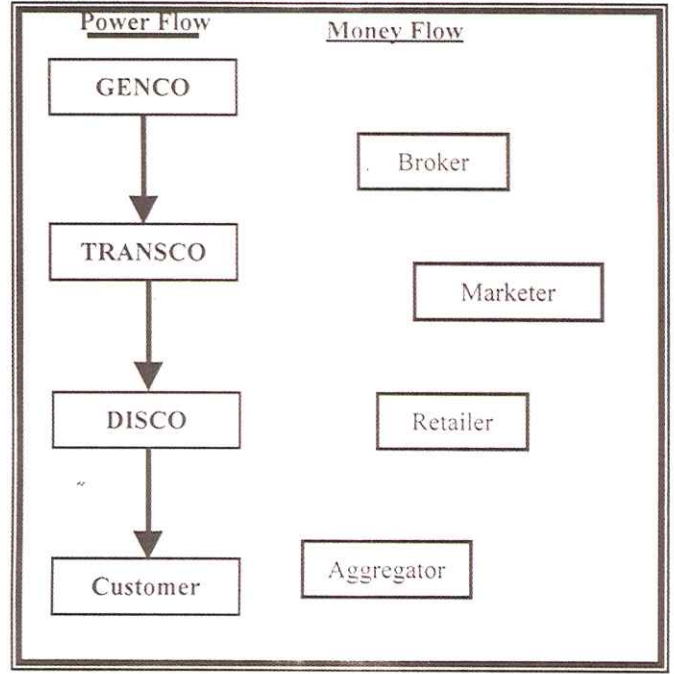 Power Flow
Money Flow
GENCO
Broker
TRANSCO
Marketer
DISCO
Retailer
Aggregator
Customer